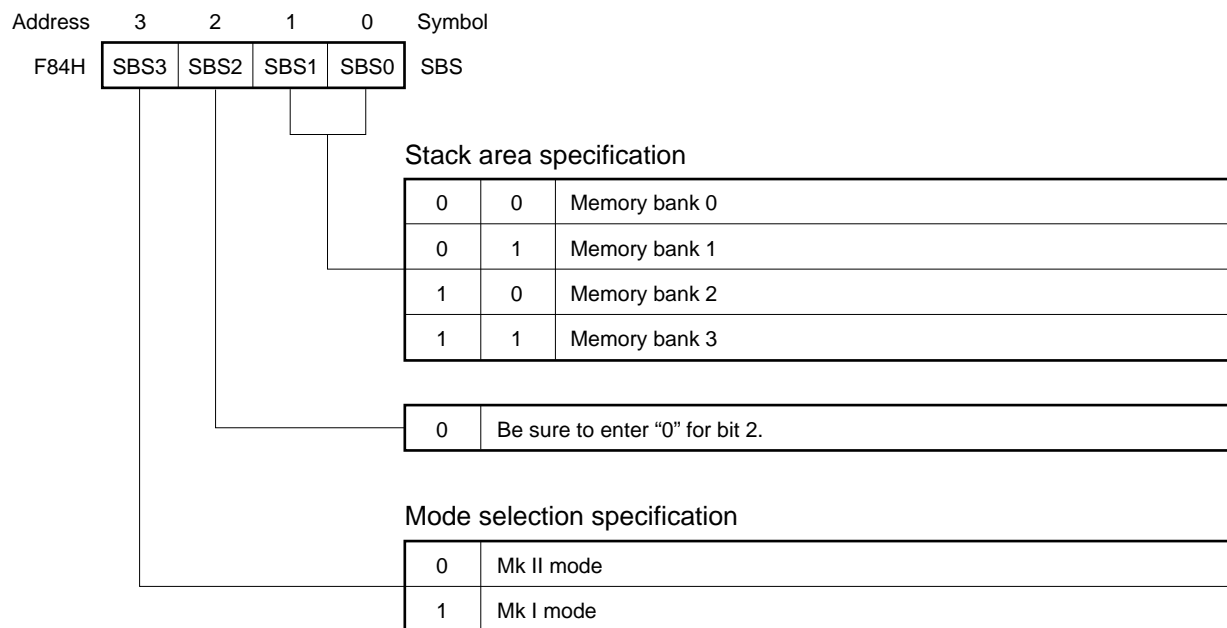 Address 3 2 1 0 Symbol
F84H SBS3 SBS2 SBS1 SBS0 SBS
Stack area specification
0 0 Memory bank 0
0 1 Memory bank 1
1 0 Memory bank 2
1 1 Memory bank 3
0 Be sure to enter “0” for bit 2.
Mode selection specification
0 Mk II mode
1 Mk I mode